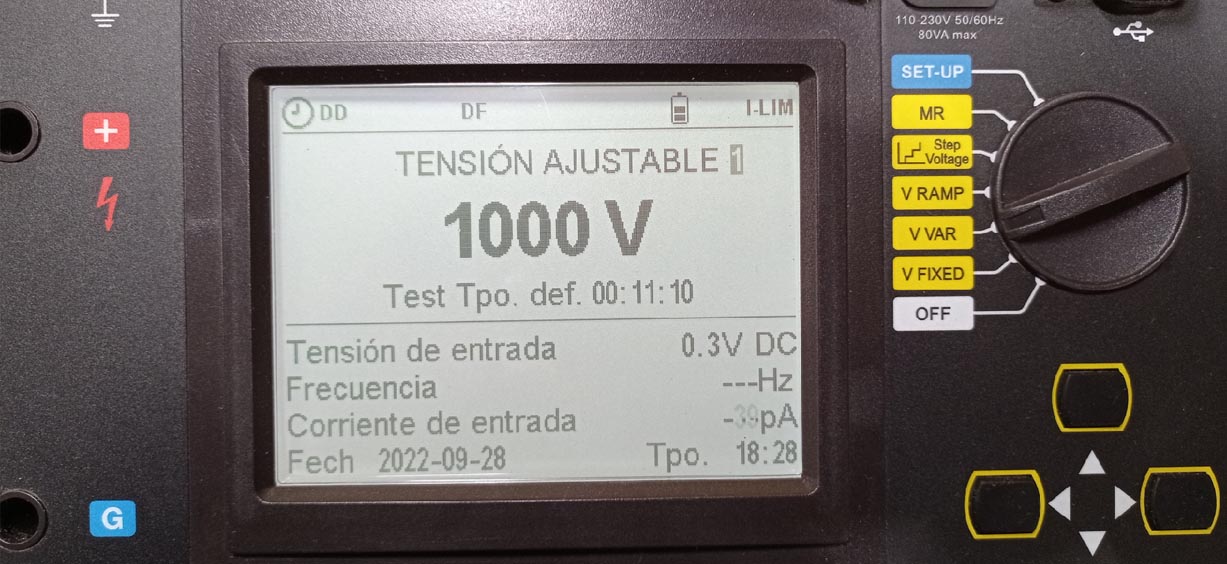 110-230V 50/60Hz
80VA max
DD DF I-LIM
TENSIÓN AJUSTABLE 1
1000 V
Test Tpo. def. 00:11:10
Tensión de entrada 0.3V DC
Frecuencia ---Hz
Corriente de entrada -39pA
Fech 2022-09-28 Tpo. 18:28
+
G
SET-UP
MR
Step
Voltage
V RAMP
V VAR
V FIXED
OFF